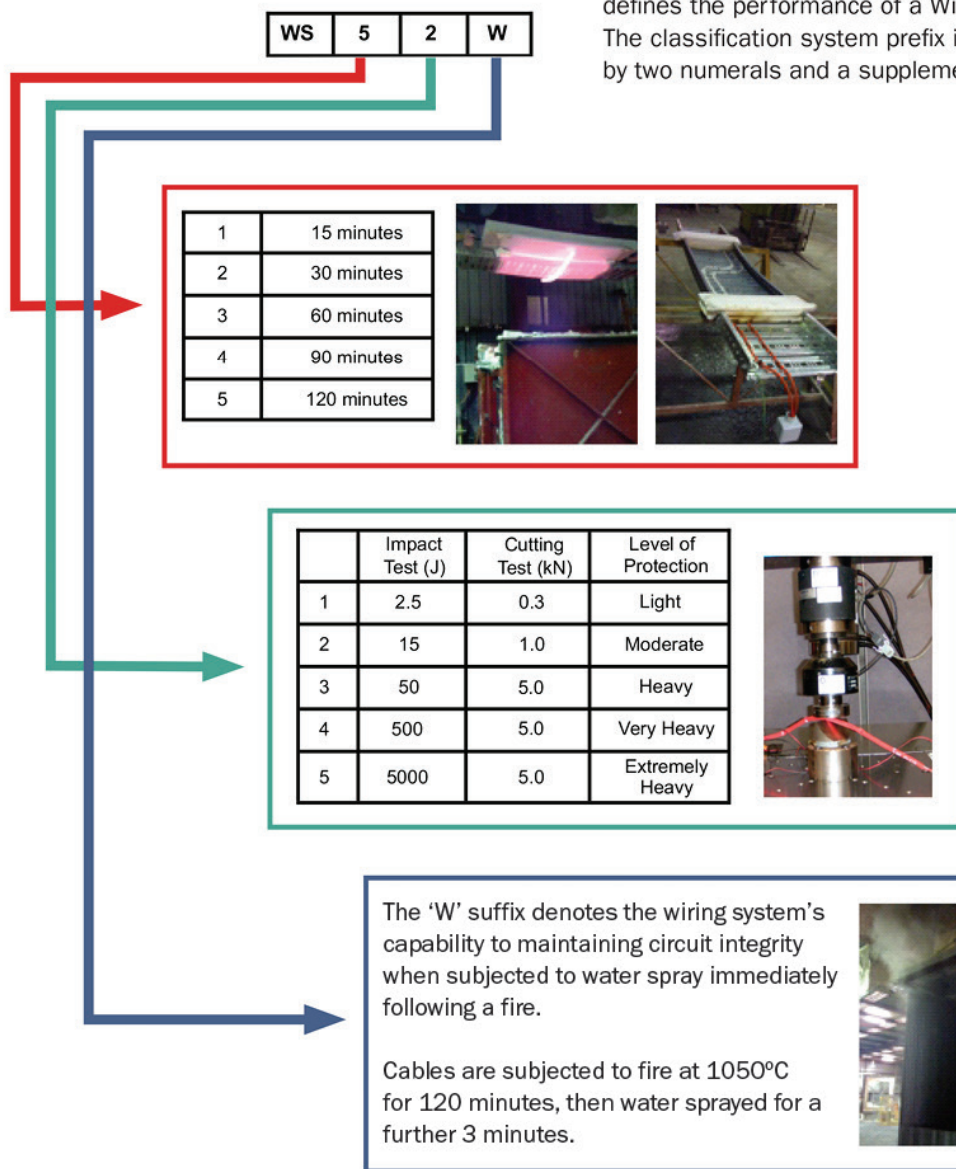 defines the performance of a Wi
The classification system prefix i
by two numerals and a suppleme
WS 5 2 W
1 15 minutes
2 30 minutes
3 60 minutes
4 90 minutes
5 120 minutes
Impact Test (J) Cutting Test (kN) Level of Protection
1 2.5 0.3 Light
2 15 1.0 Moderate
3 50 5.0 Heavy
4 500 5.0 Very Heavy
5 5000 5.0 Extremely Heavy
The ‘W’ suffix denotes the wiring system’s
capability to maintaining circuit integrity
when subjected to water spray immediately
following a fire.
Cables are subjected to fire at 1050ºC
for 120 minutes, then water sprayed for a
further 3 minutes.